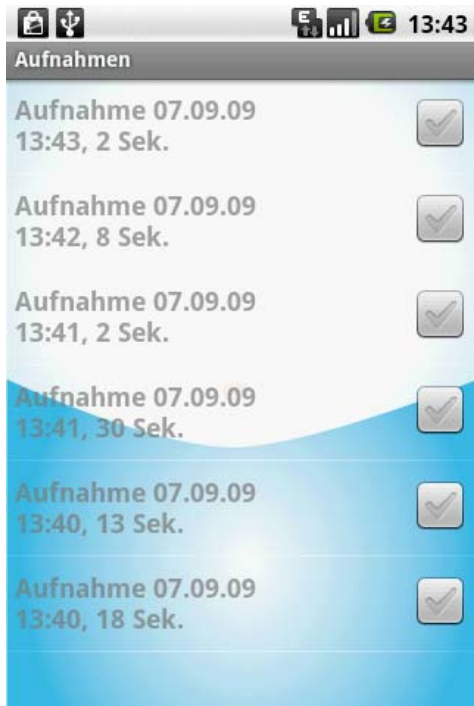 E
13:43
Aufnahmen
Aufnahme 07.09.09
13:43, 2 Sek.
Aufnahme 07.09.09
13:42, 8 Sek.
Aufnahme 07.09.09
13:41, 2 Sek.
Aufnahme 07.09.09
13:41, 30 Sek.
Aufnahme 07.09.09
13:40, 13 Sek.
Aufnahme 07.09.09
13:40, 18 Sek.